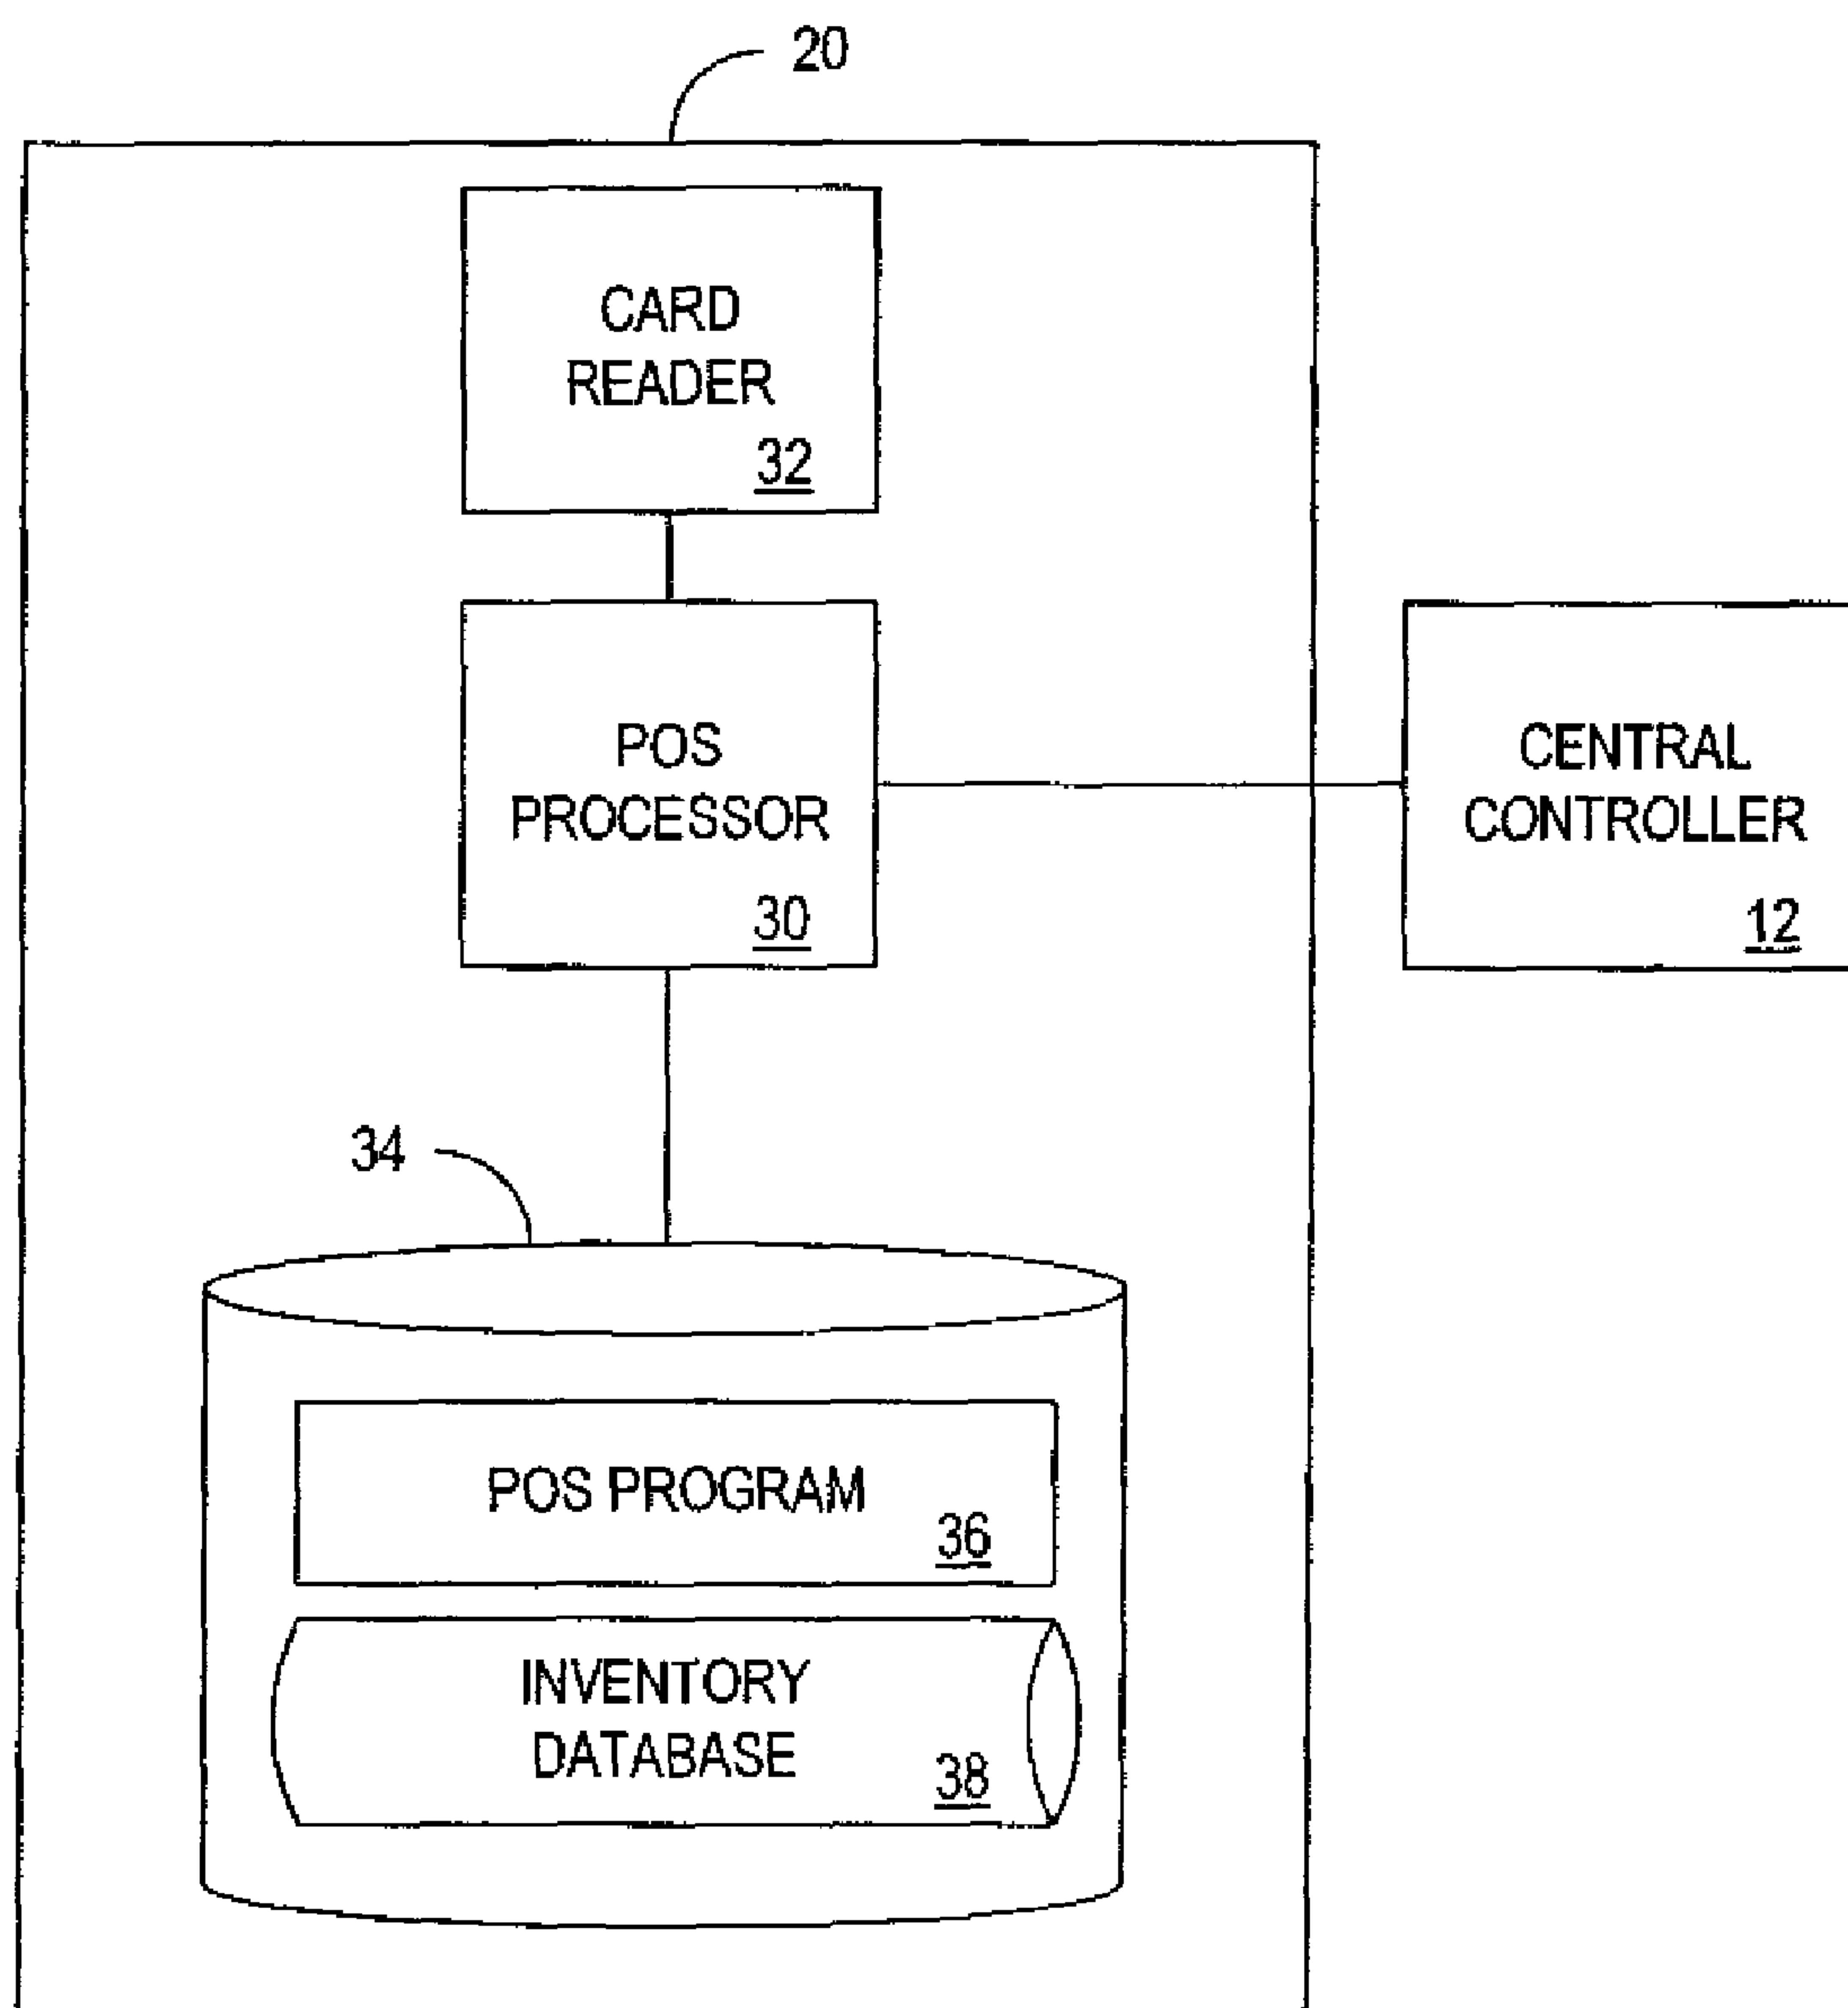 20
CARD
READER
32
POS
PROCESSOR
30
CENTRAL
CONTROLLER
12
34
POS PROGRAM
36
INVENTORY
DATABASE
38